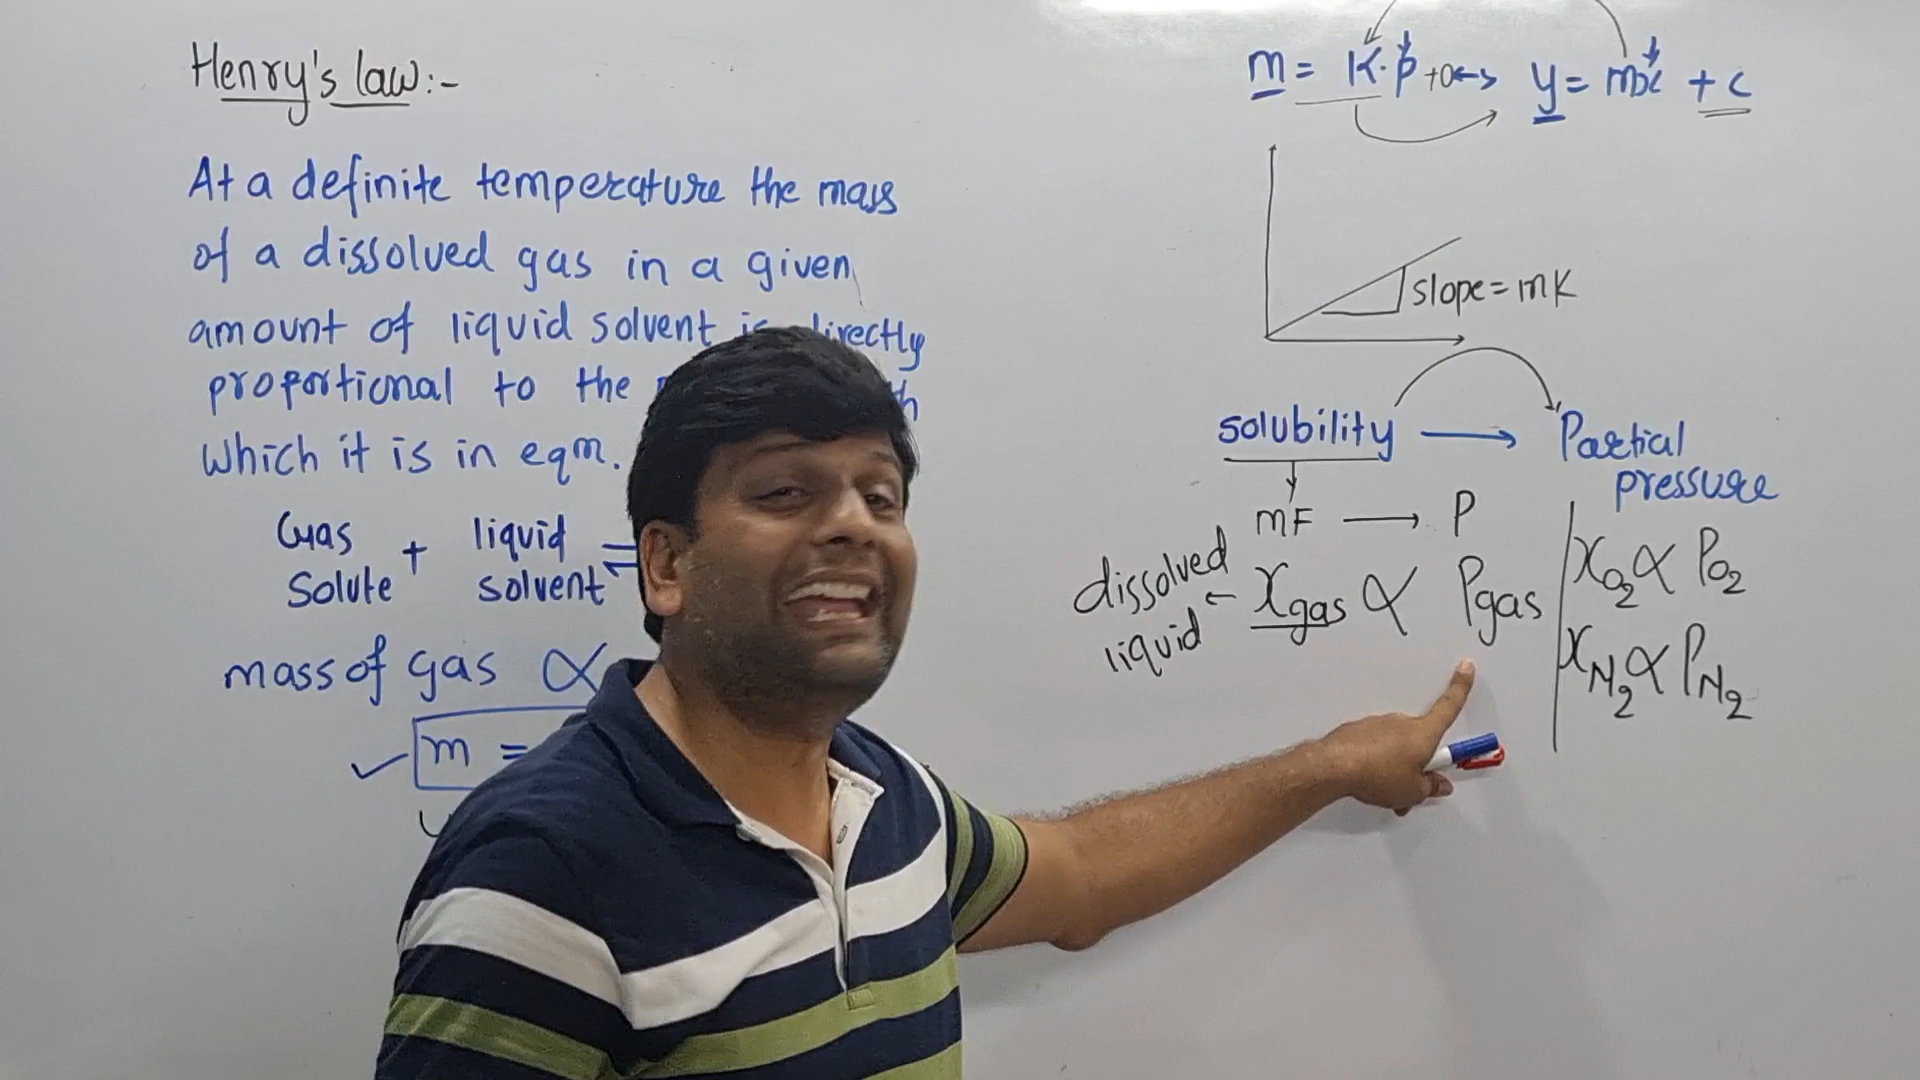 Henry's law:-
At a definite temperature the mass
of a dissolved gas in a given
amount of liquid solvent is directly
proportional to the
which it is in eqm.
Gas + liquid ⇌
Solute solvent
mass of gas ∝
✓ m =
m = K·p +0 ↔ y = mx + c
slope = mK
solubility → Partial
pressure
mF → P
dissolved ← xgas ∝ Pgas
liquid
xO2 ∝ PO2
xN2 ∝ PN2